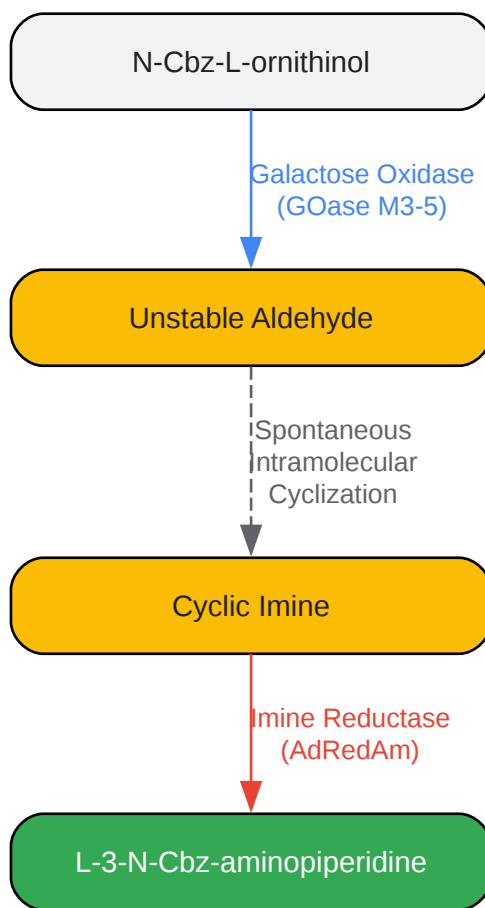 N-Cbz-L-ornithinol
Galactose Oxidase
(GOase M3-5)
Unstable Aldehyde
Spontaneous
Intramolecular
Cyclization
Cyclic Imine
Imine Reductase
(AdRedAm)
L-3-N-Cbz-aminopiperidine